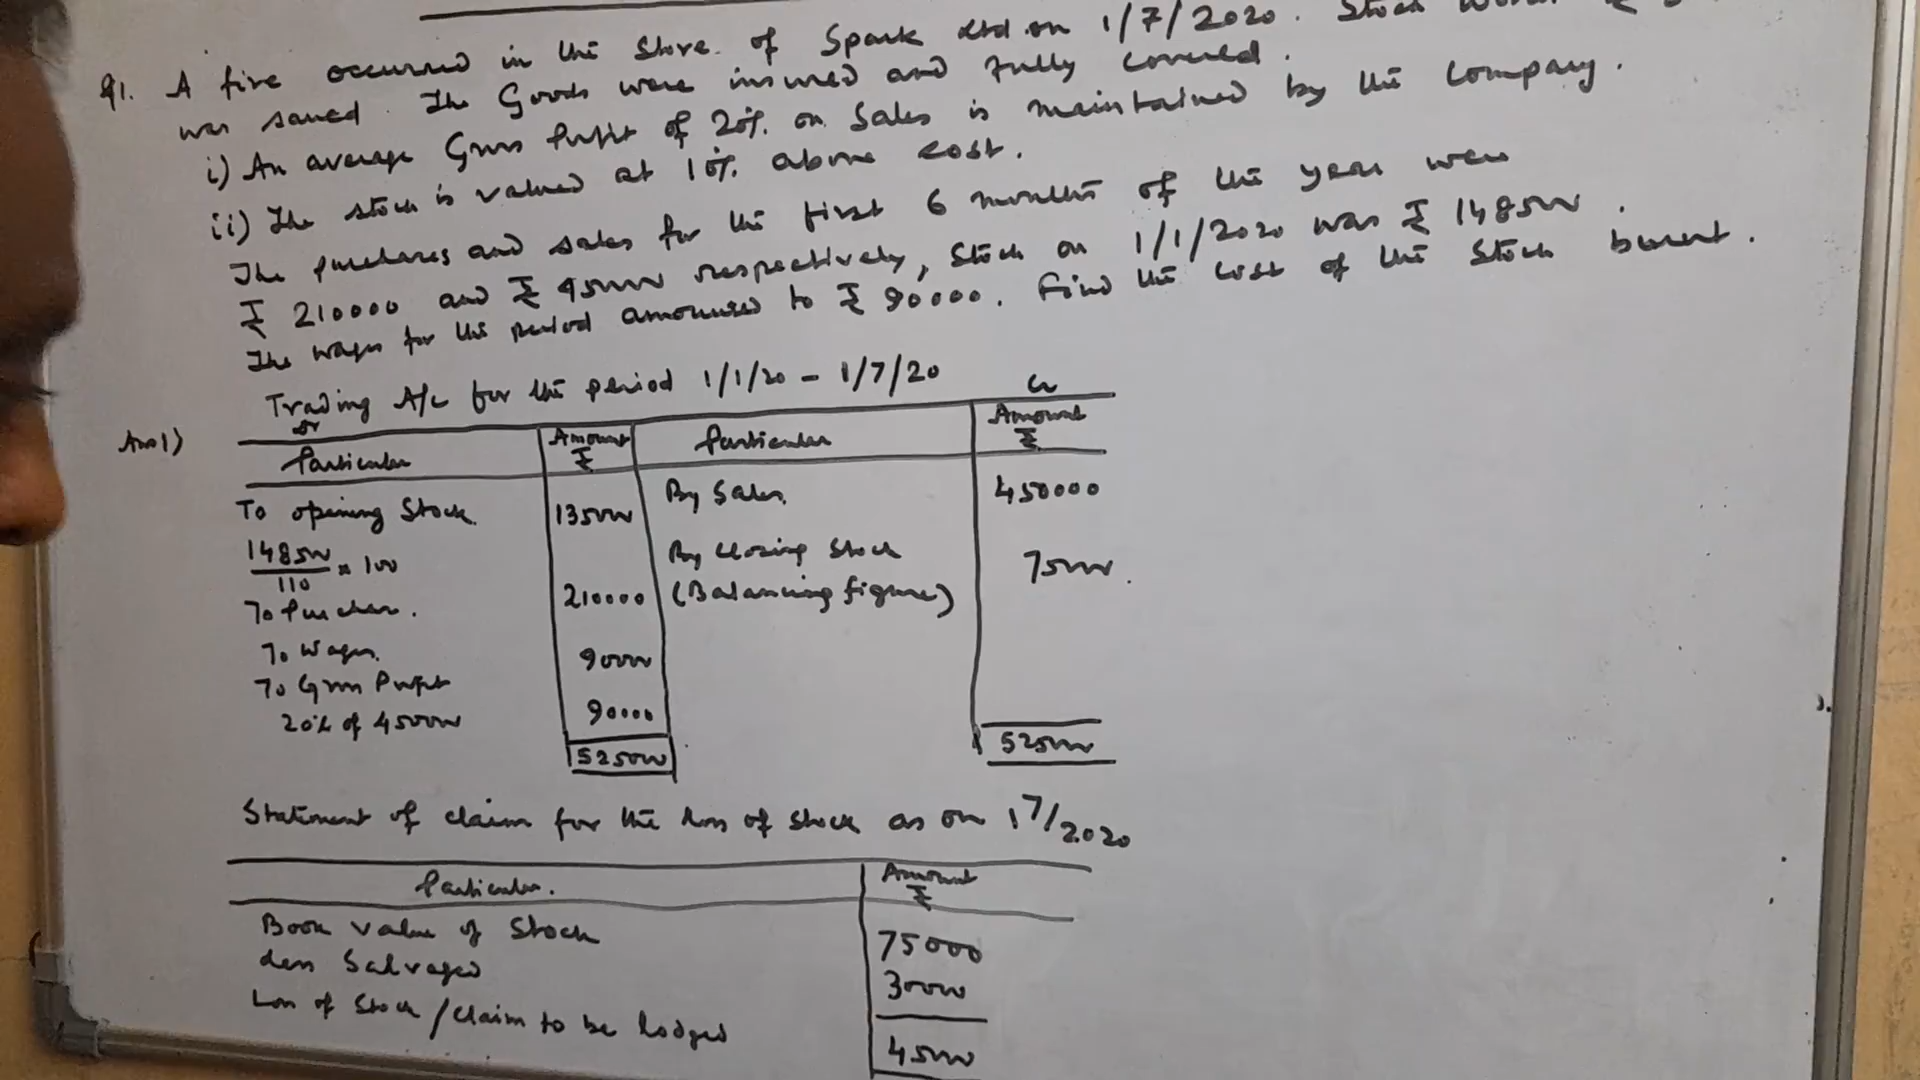 Q1. A fire occurred in the Store of Spark Ltd. on 1/7/2020. Stock worth ₹
was saved. The Goods were insured and fully covered.
i) An average Gross Profit of 20% on Sales is maintained by the company.
ii) The stock is valued at 10% above cost.
The purchases and sales for the first 6 months of the year were
₹ 210000 and ₹ 450000 respectively, Stock on 1/1/2020 was ₹ 148500.
The wages for the period amounted to ₹ 90000. Find the cost of the Stock burnt.
Trading A/c for the period 1/1/20 - 1/7/20
Ans1) Dr Cr
Particular Amount ₹ Particular Amount ₹
To opening Stock 135000 By Sales 450000
148500/110 × 100 By Closing Stock 75000.
To Purchas. 210000 (Balancing figure)
To Wages. 90000
To Gross Profit
20% of 450000 90000
525000 525000
Statement of claim for the loss of stock as on 1 7/2020
Particular. Amount ₹
Book value of Stock 75000
Less Salvaged 30000
Loss of Stock/claim to be lodged
45000